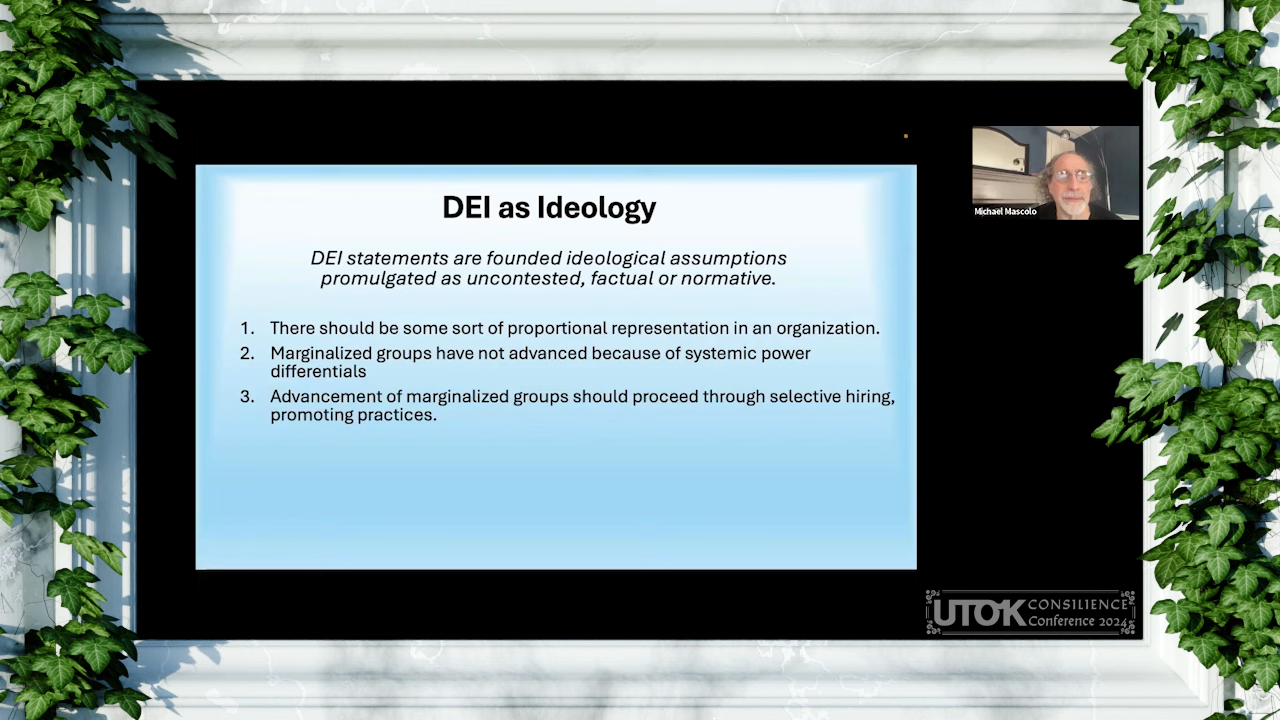 DEI as Ideology
DEI statements are founded ideological assumptions
promulgated as uncontested, factual or normative.
1. There should be some sort of proportional representation in an organization.
2. Marginalized groups have not advanced because of systemic power
differentials
3. Advancement of marginalized groups should proceed through selective hiring,
promoting practices.
Michael Mascolo
UTOK CONSILIENCE
Conference 2024